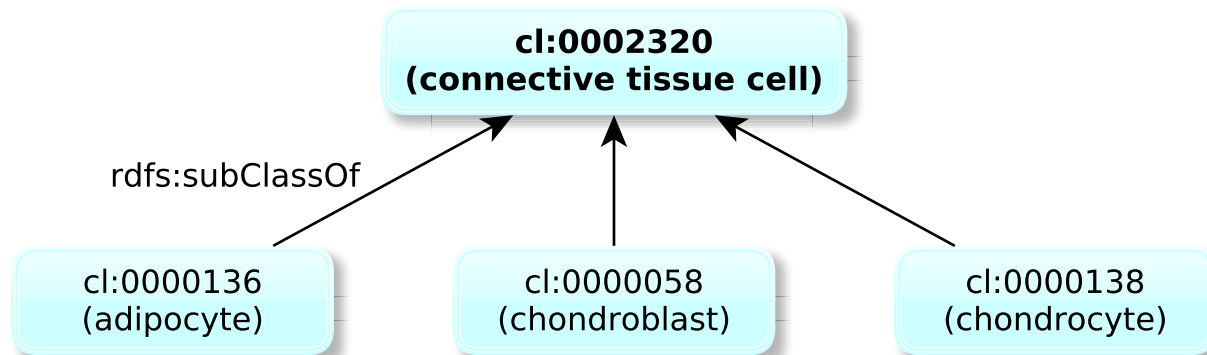 cl:0002320
(connective tissue cell)
rdfs:subClassOf
cl:0000136
(adipocyte)
cl:0000058
(chondroblast)
cl:0000138
(chondrocyte)